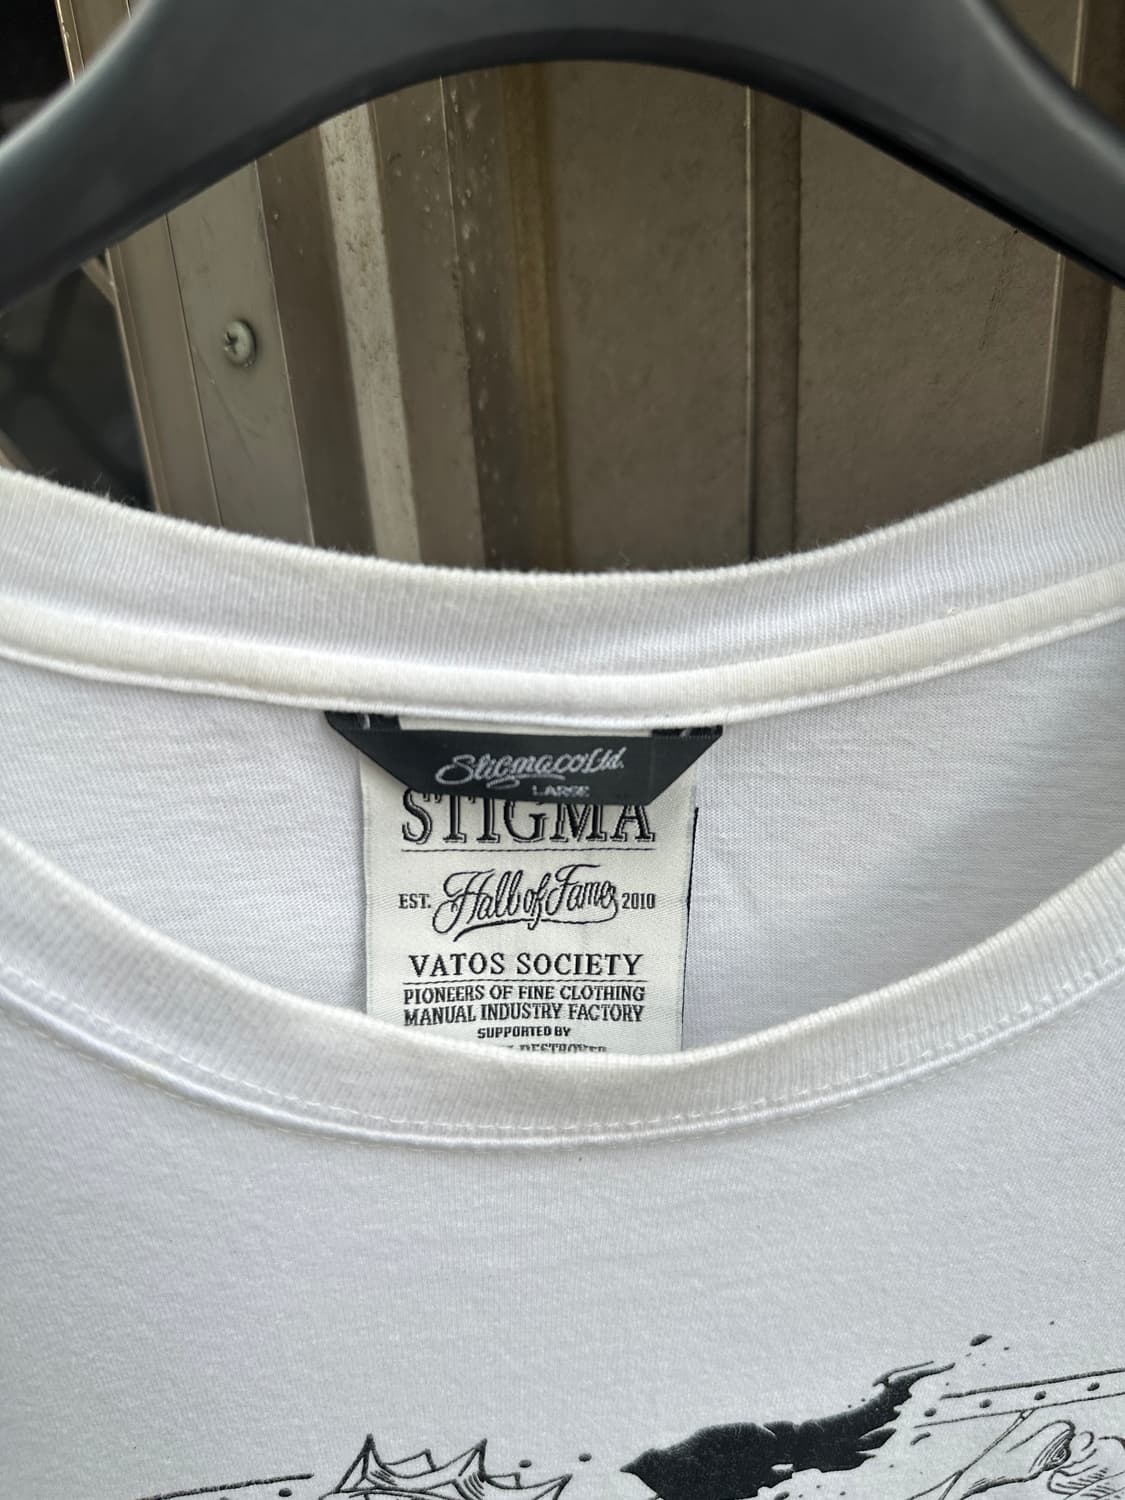 Stigmaco'Ltd.
LARGE
STIGMA
EST. Hall of Fame 2010
VATOS SOCIETY
PIONEERS OF FINE CLOTHING
MANUAL INDUSTRY FACTORY
SUPPORTED BY
DESTROYER